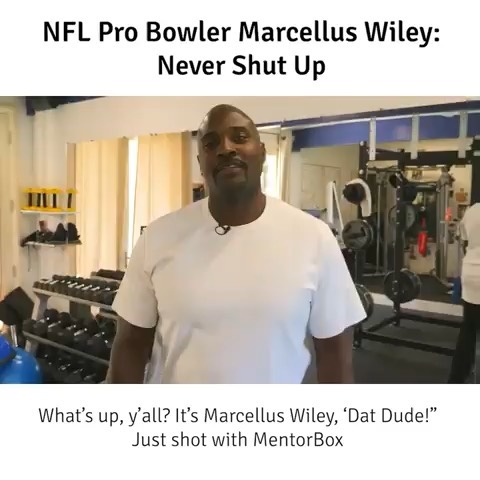 NFL Pro Bowler Marcellus Wiley:
Never Shut Up
What's up, y'all? It's Marcellus Wiley, ‘Dat Dude!”
Just shot with MentorBox